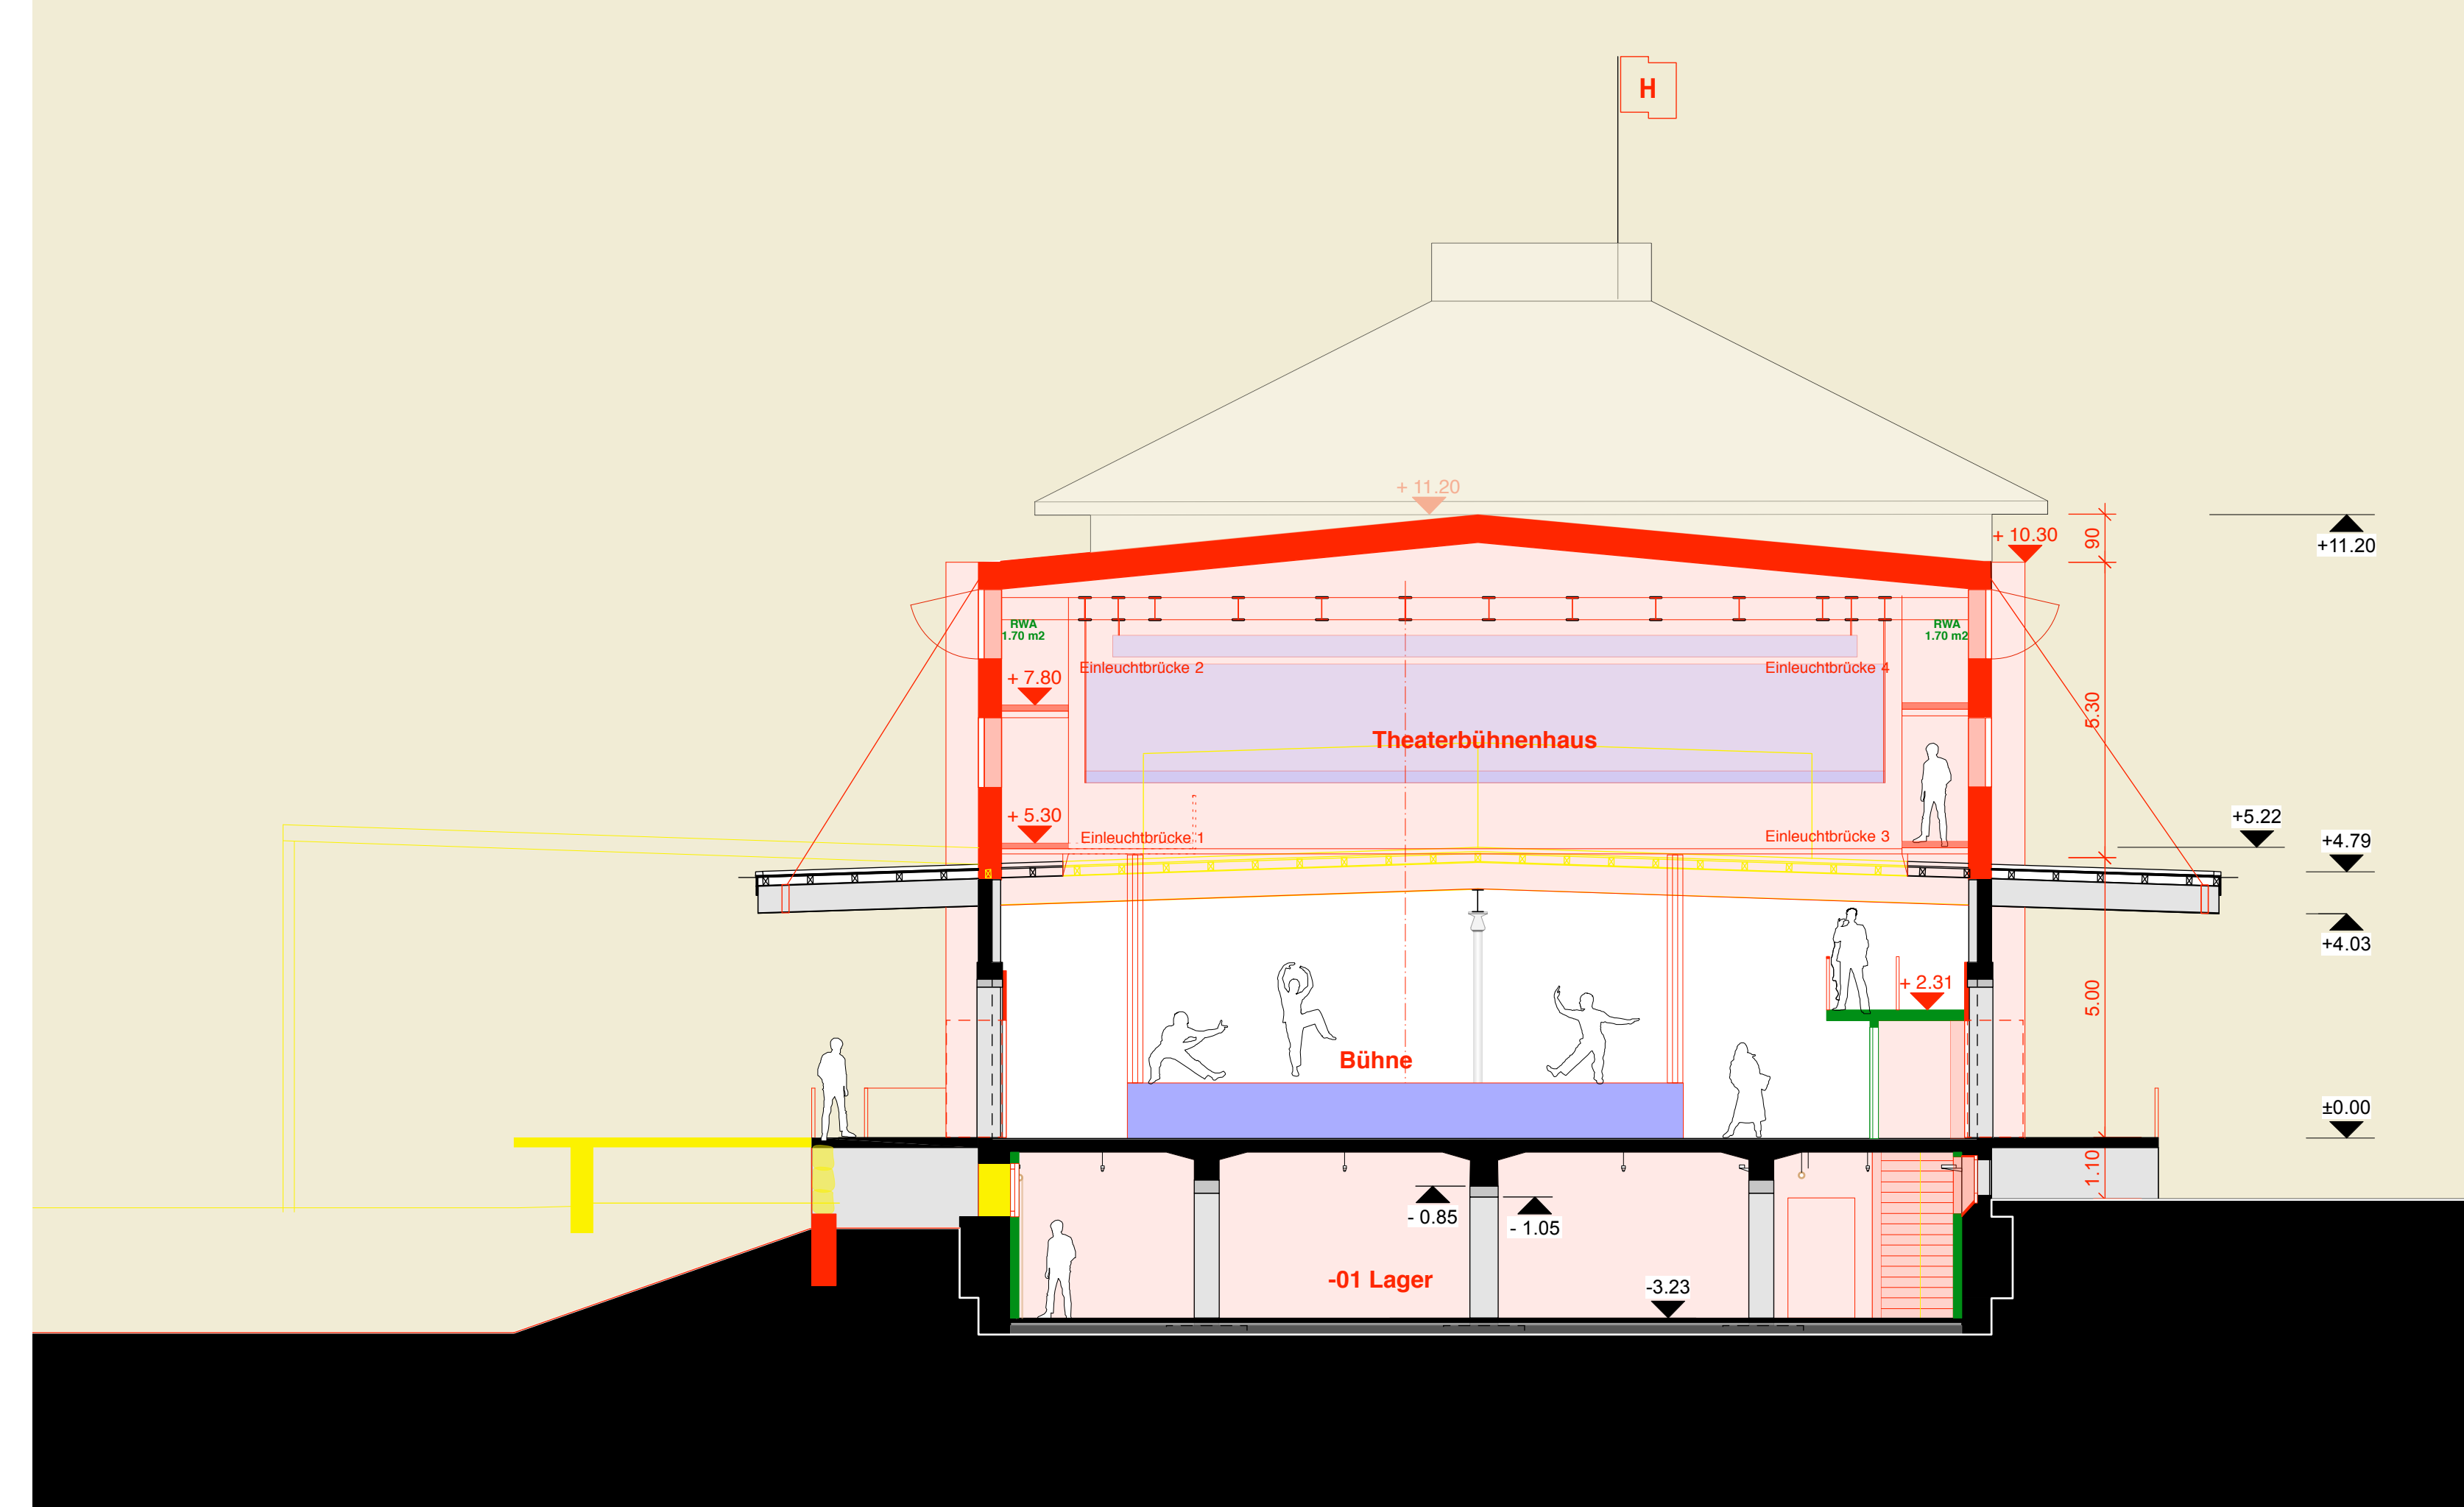 H
+ 11.20
+ 10.30
90
+11.20
RWA
1.70 m2
RWA
1.70 m2
Einleuchtbrücke 2
Einleuchtbrücke 4
+ 7.80
5.30
Theaterbühnenhaus
+ 5.30
+5.22
Einleuchtbrücke 1
Einleuchtbrücke 3
+4.79
+4.03
+ 2.31
5.00
Bühne
±0.00
1.10
- 0.85
- 1.05
-01 Lager
-3.23